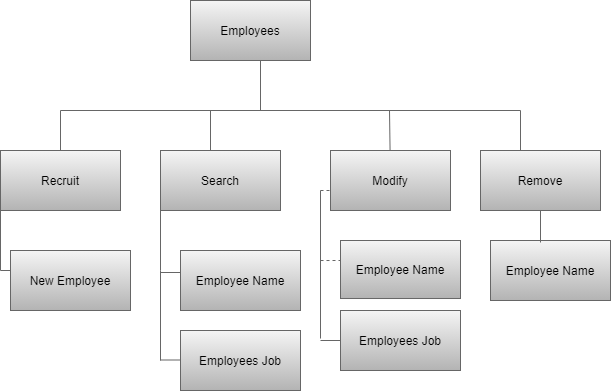 Employees
Recruit
Search
Modify
Remove
New Employee
Employee Name
Employee Name
Employee Name
Employees Job
Employees Job